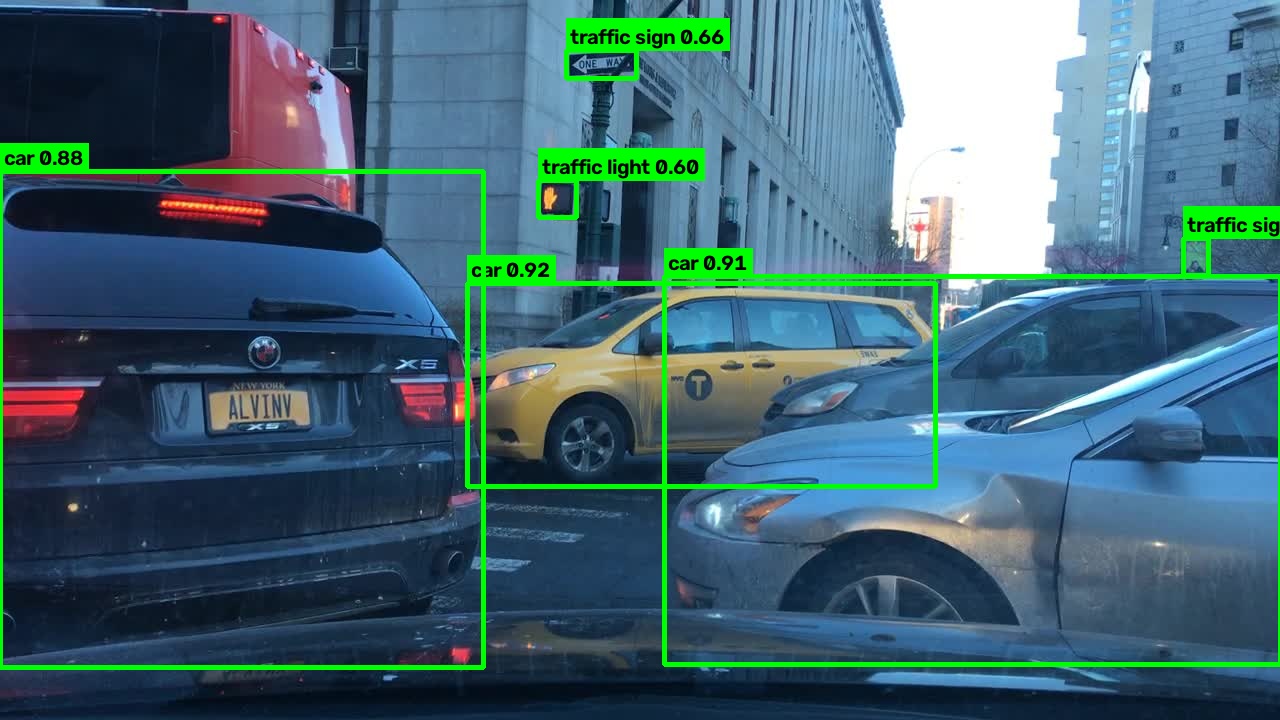 traffic sign 0.66
ONE WAY
traffic light 0.60
car 0.88
traffic sig
car 0.92
car 0.91
X5
NEW YORK
ALVINV
X5
NYC T